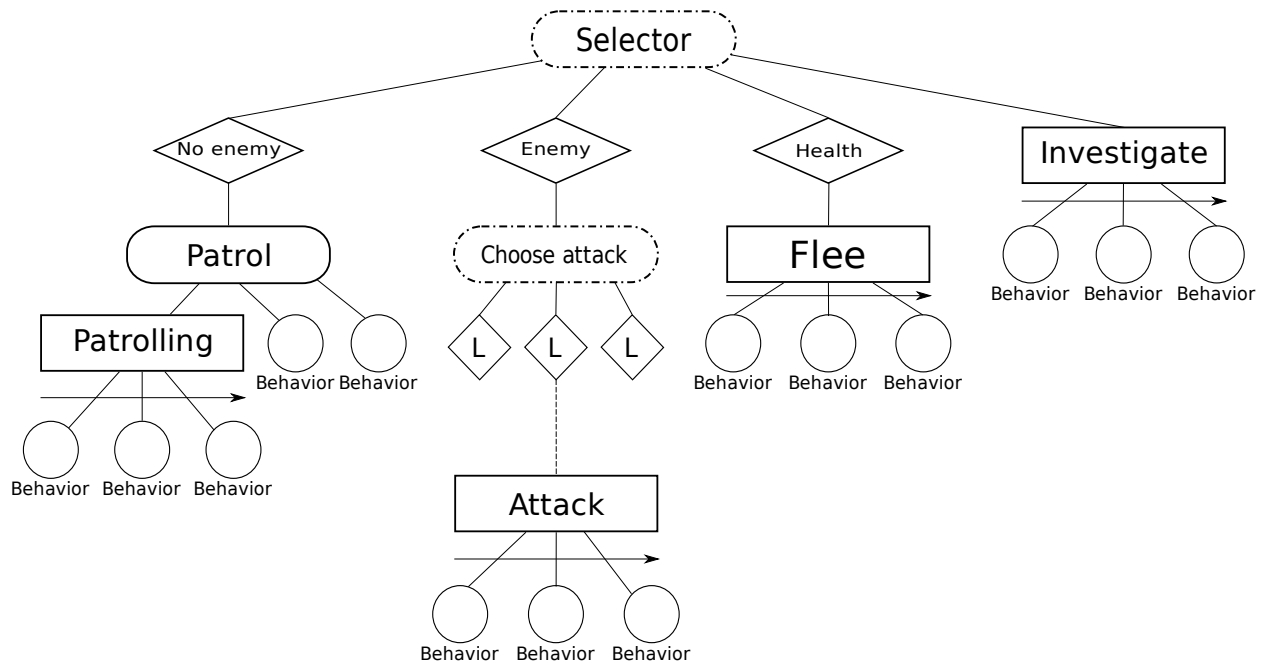 Selector
No enemy
Enemy
Health
Investigate
Patrol
Choose attack
Flee
Behavior Behavior Behavior
Patrolling
L L L
Behavior Behavior
Behavior Behavior Behavior
Behavior Behavior Behavior
Attack
Behavior Behavior Behavior